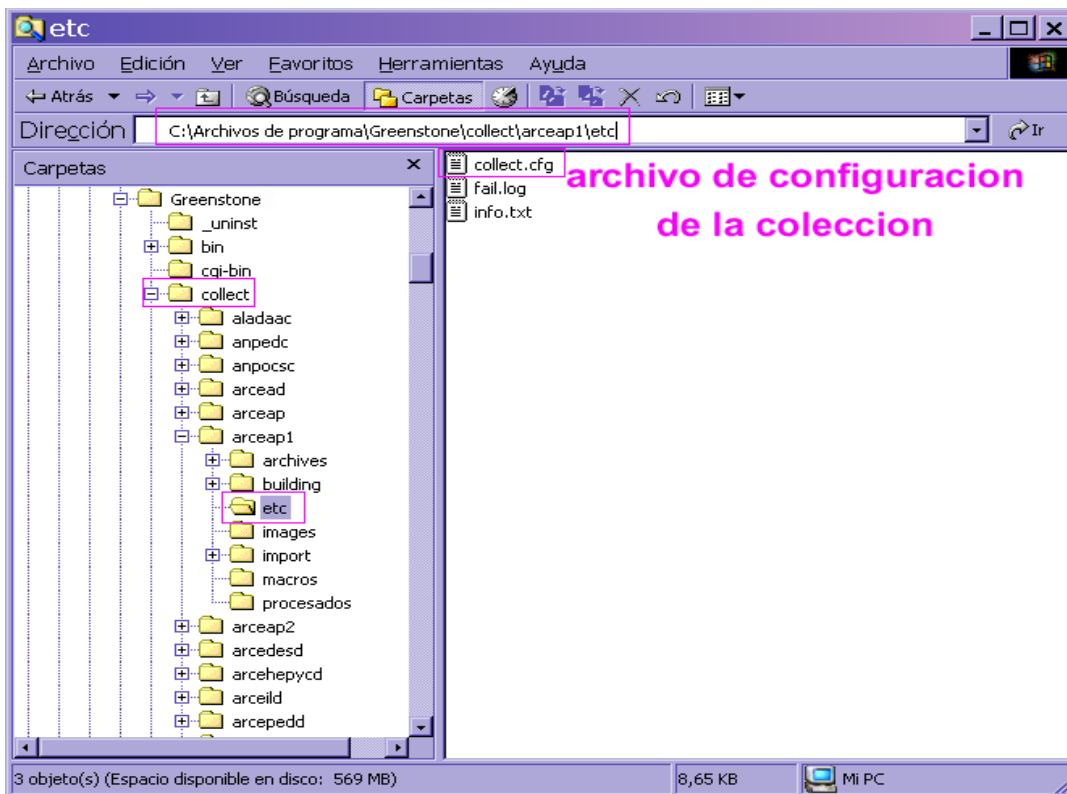 etc
Archivo Edición Ver Favoritos Herramientas Ayuda
Atrás Búsqueda Carpetas
Dirección C:\Archivos de programa\Greenstone\collect\arceap1\etc Ir
Carpetas
collect.cfg
fail.log
info.txt
archivo de configuracion
de la coleccion
Greenstone
_uninst
bin
cgi-bin
collect
aladaac
anpedc
anpocsc
arcead
arceap
arceap1
archives
building
etc
images
import
macros
procesados
arceap2
arcedesd
arcehepycd
arceild
arcepedd
3 objeto(s) (Espacio disponible en disco: 569 MB) 8,65 KB Mi PC